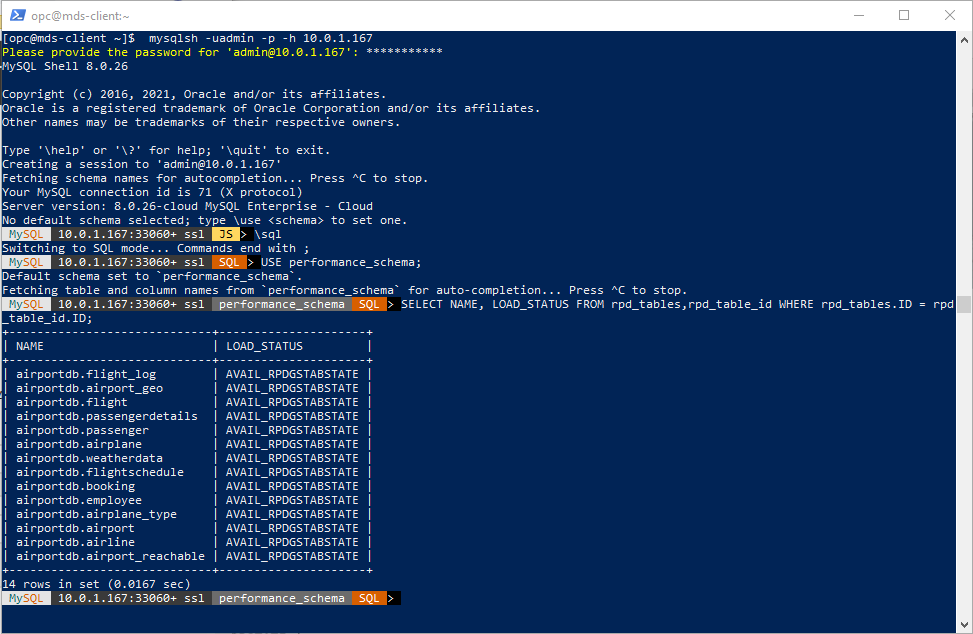 opc@mds-client:~
[opc@mds-client ~]$  mysqlsh -uadmin -p -h 10.0.1.167
Please provide the password for 'admin@10.0.1.167': ***********
MySQL Shell 8.0.26
Copyright (c) 2016, 2021, Oracle and/or its affiliates.
Oracle is a registered trademark of Oracle Corporation and/or its affiliates.
Other names may be trademarks of their respective owners.
Type '\help' or '\?' for help; '\quit' to exit.
Creating a session to 'admin@10.0.1.167'
Fetching schema names for autocompletion... Press ^C to stop.
Your MySQL connection id is 71 (X protocol)
Server version: 8.0.26-cloud MySQL Enterprise - Cloud
No default schema selected; type \use <schema> to set one.
MySQL 10.0.1.167:33060+ ssl JS > \sql
Switching to SQL mode... Commands end with ;
MySQL 10.0.1.167:33060+ ssl SQL > USE performance_schema;
Default schema set to `performance_schema`.
Fetching table and column names from `performance_schema` for auto-completion... Press ^C to stop.
MySQL 10.0.1.167:33060+ ssl performance_schema SQL > SELECT NAME, LOAD_STATUS FROM rpd_tables,rpd_table_id WHERE rpd_tables.ID = rpd
_table_id.ID;
+-----------------------------+---------------------+
| NAME                        | LOAD_STATUS         |
+-----------------------------+---------------------+
| airportdb.flight_log        | AVAIL_RPDGSTABSTATE |
| airportdb.airport_geo       | AVAIL_RPDGSTABSTATE |
| airportdb.flight            | AVAIL_RPDGSTABSTATE |
| airportdb.passengerdetails  | AVAIL_RPDGSTABSTATE |
| airportdb.passenger         | AVAIL_RPDGSTABSTATE |
| airportdb.airplane          | AVAIL_RPDGSTABSTATE |
| airportdb.weatherdata       | AVAIL_RPDGSTABSTATE |
| airportdb.flightschedule    | AVAIL_RPDGSTABSTATE |
| airportdb.booking           | AVAIL_RPDGSTABSTATE |
| airportdb.employee          | AVAIL_RPDGSTABSTATE |
| airportdb.airplane_type     | AVAIL_RPDGSTABSTATE |
| airportdb.airport           | AVAIL_RPDGSTABSTATE |
| airportdb.airline           | AVAIL_RPDGSTABSTATE |
| airportdb.airport_reachable | AVAIL_RPDGSTABSTATE |
+-----------------------------+---------------------+
14 rows in set (0.0167 sec)
MySQL 10.0.1.167:33060+ ssl performance_schema SQL >